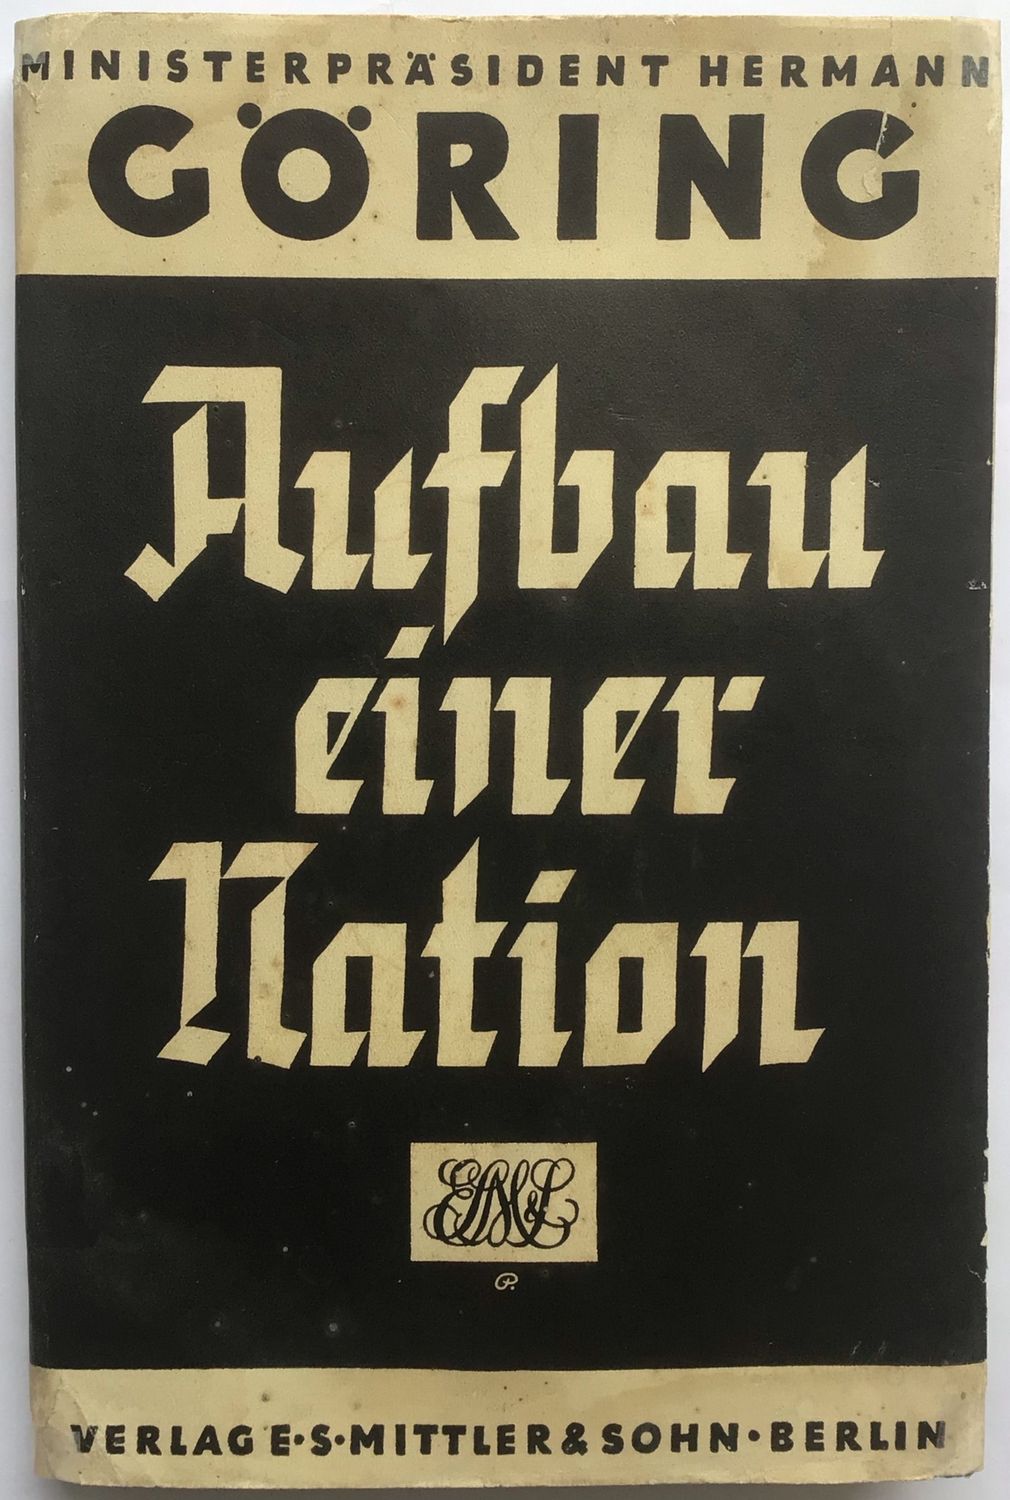 MINISTERPRÄSIDENT HERMANN
GÖRING
Aufbau
einer
Nation
VERLAG E·S·MITTLER & SOHN·BERLIN